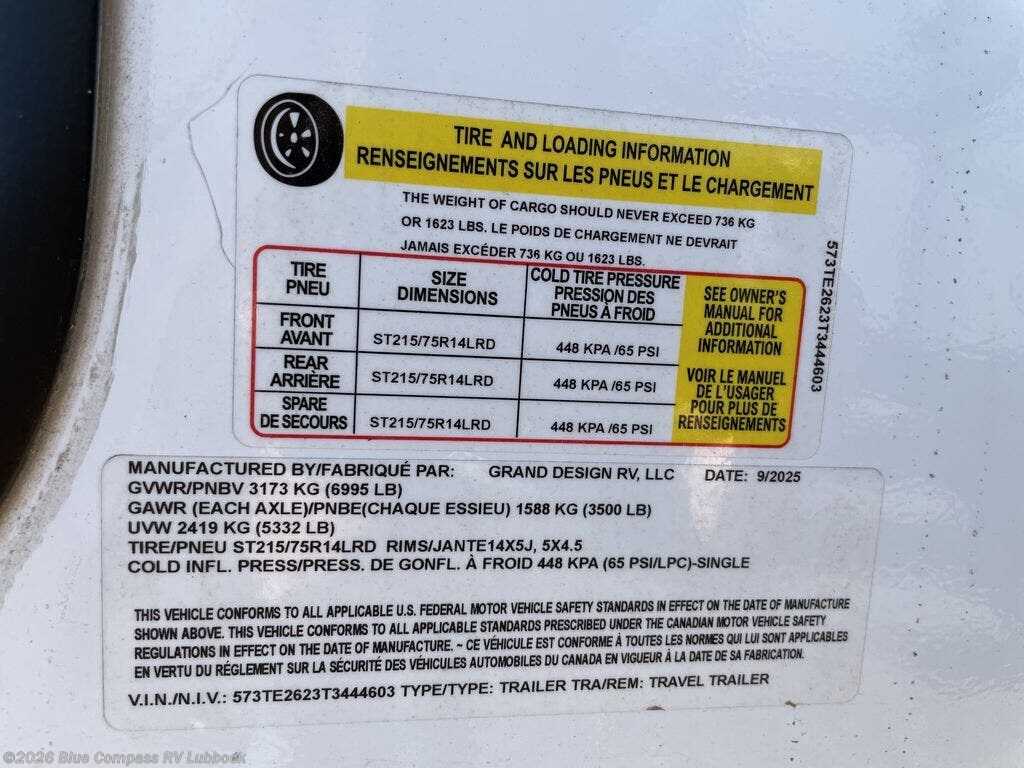 TIRE AND LOADING INFORMATION
RENSEIGNEMENTS SUR LES PNEUS ET LE CHARGEMENT
THE WEIGHT OF CARGO SHOULD NEVER EXCEED 736 KG
OR 1623 LBS. LE POIDS DE CHARGEMENT NE DEVRAIT
JAMAIS EXCÉDER 736 KG OU 1623 LBS.
TIRE
PNEU
SIZE
DIMENSIONS
COLD TIRE PRESSURE
PRESSION DES
PNEUS À FROID
FRONT
AVANT
ST215/75R14LRD
448 KPA /65 PSI
REAR
ARRIÈRE
ST215/75R14LRD
448 KPA /65 PSI
SPARE
DE SECOURS
ST215/75R14LRD
448 KPA /65 PSI
SEE OWNER'S
MANUAL FOR
ADDITIONAL
INFORMATION
VOIR LE MANUEL
DE L'USAGER
POUR PLUS DE
RENSEIGNEMENTS
573TE2623T3444603
MANUFACTURED BY/FABRIQUÉ PAR: GRAND DESIGN RV, LLC DATE: 9/2025
GVWR/PNBV 3173 KG (6995 LB)
GAWR (EACH AXLE)/PNBE(CHAQUE ESSIEU) 1588 KG (3500 LB)
UVW 2419 KG (5332 LB)
TIRE/PNEU ST215/75R14LRD RIMS/JANTE14X5J, 5X4.5
COLD INFL. PRESS/PRESS. DE GONFL. À FROID 448 KPA (65 PSI/LPC)-SINGLE
THIS VEHICLE CONFORMS TO ALL APPLICABLE U.S. FEDERAL MOTOR VEHICLE SAFETY STANDARDS IN EFFECT ON THE DATE OF MANUFACTURE
SHOWN ABOVE. THIS VEHICLE CONFORMS TO ALL APPLICABLE STANDARDS PRESCRIBED UNDER THE CANADIAN MOTOR VEHICLE SAFETY
REGULATIONS IN EFFECT ON THE DATE OF MANUFACTURE. ~ CE VÉHICULE EST CONFORME À TOUTES LES NORMES QUI LUI SONT APPLICABLES
EN VERTU DU RÉGLEMENT SUR LA SÉCURITÉ DES VÉHICULES AUTOMOBILES DU CANADA EN VIGUEUR À LA DATE DE SA FABRICATION.
V.I.N./N.I.V.: 573TE2623T3444603 TYPE/TYPE: TRAILER TRA/REM: TRAVEL TRAILER
©2026 Blue Compass RV Lubbock